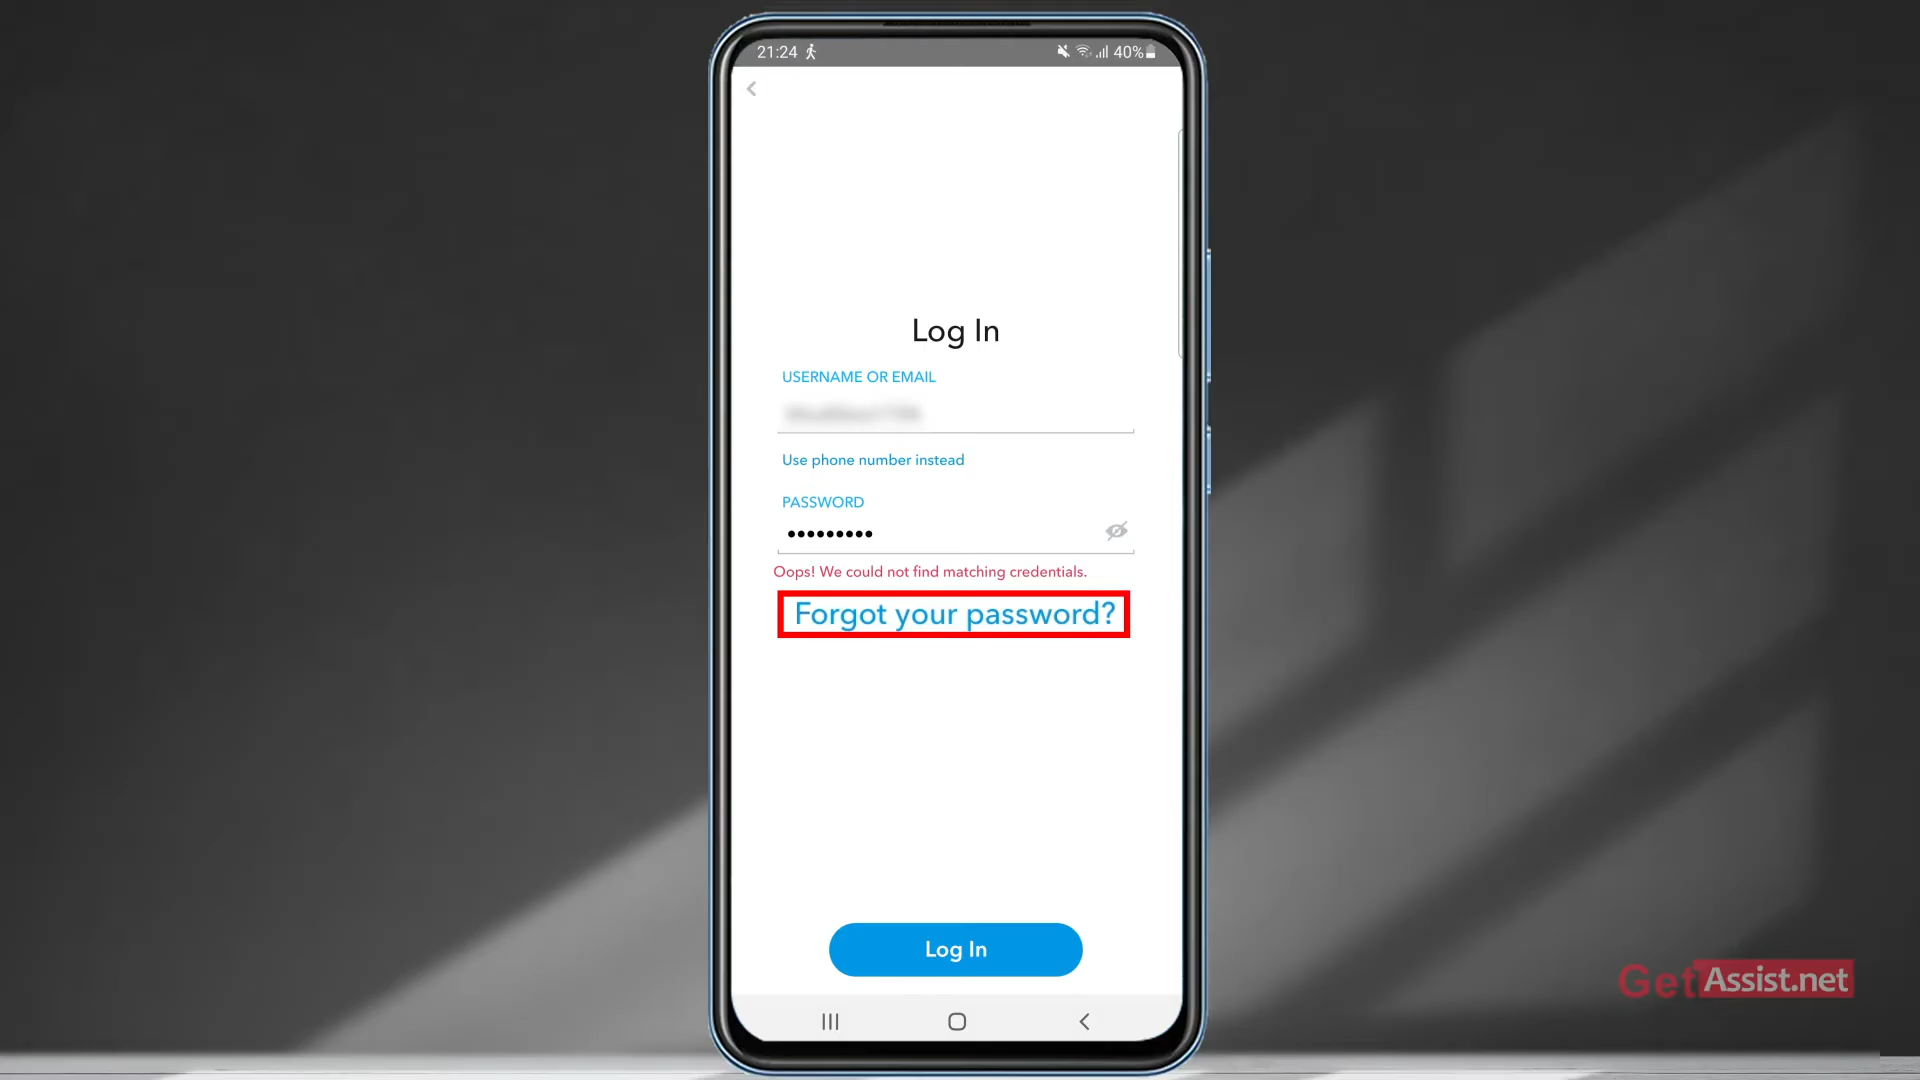 21:24
40%
Log In
USERNAME OR EMAIL
Use phone number instead
PASSWORD
Oops! We could not find matching credentials.
Forgot your password?
Log In
GetAssist.net